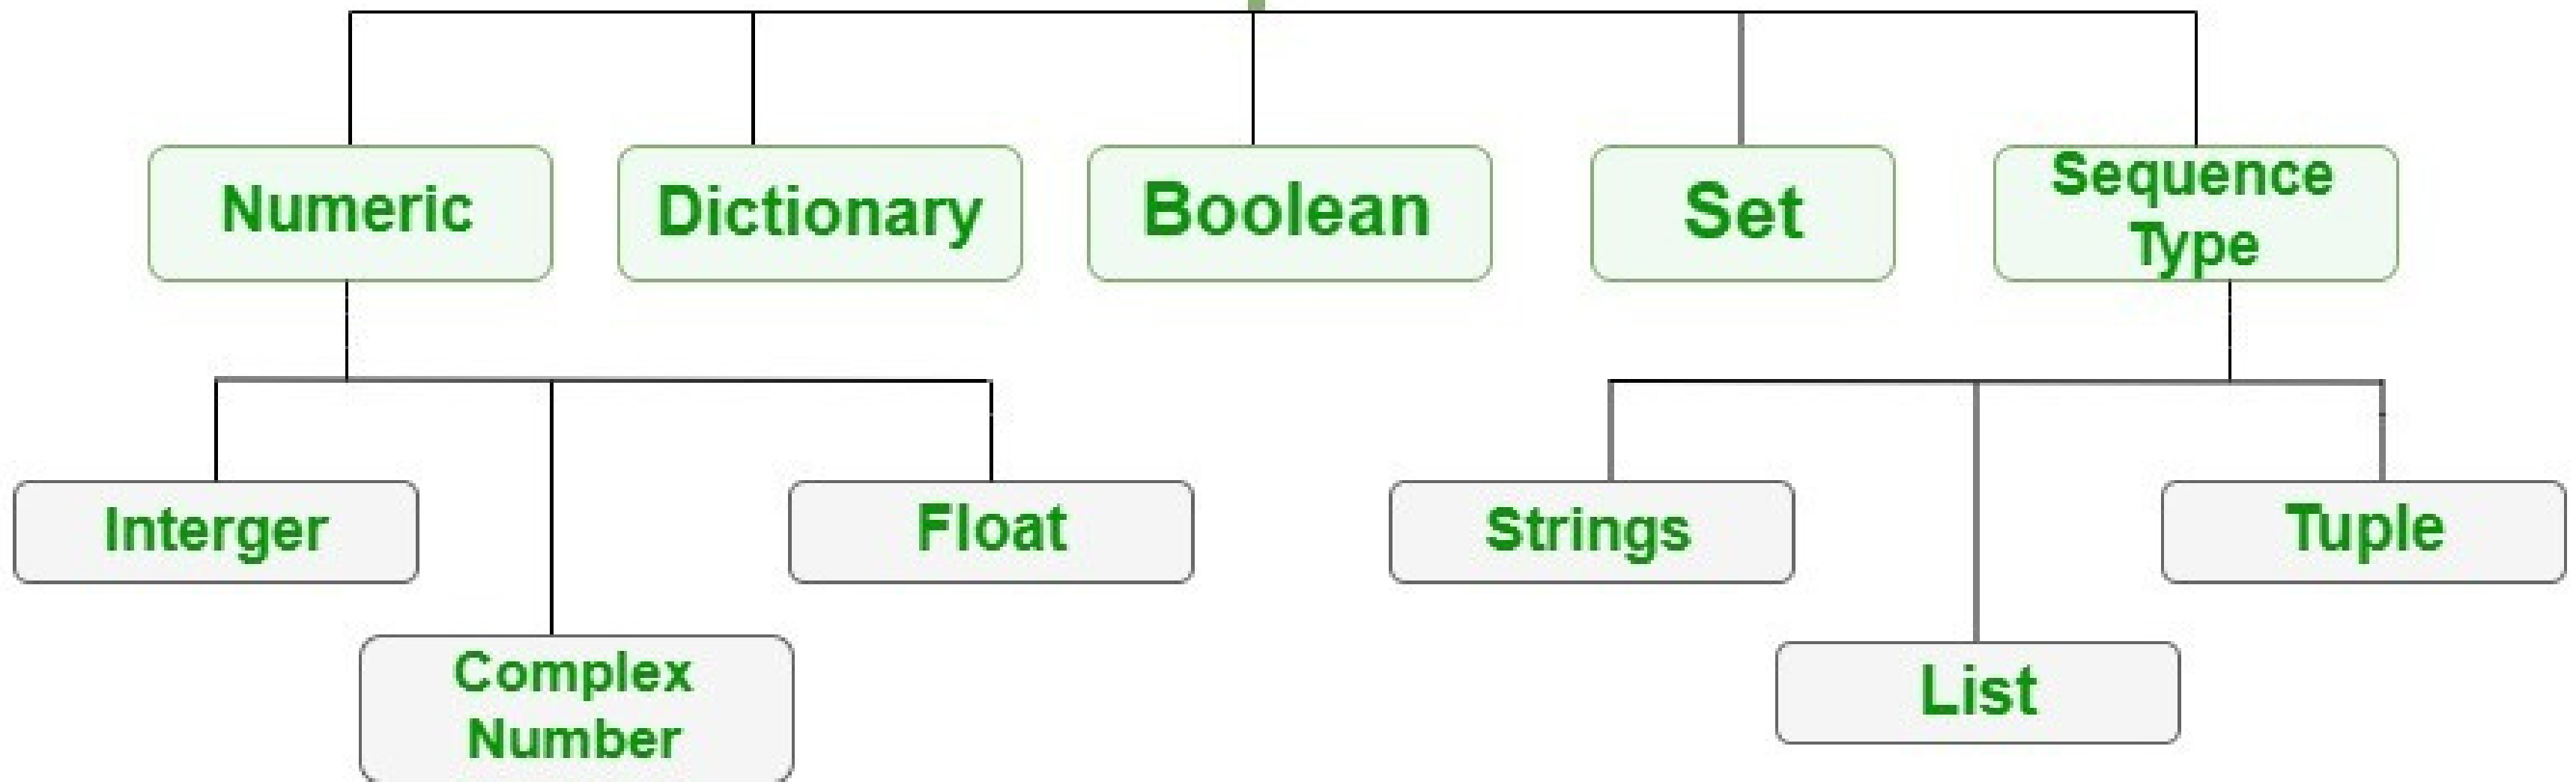 Numeric
Dictionary
Boolean
Set
Sequence
Type
Interger
Float
Strings
Tuple
Complex
Number
List